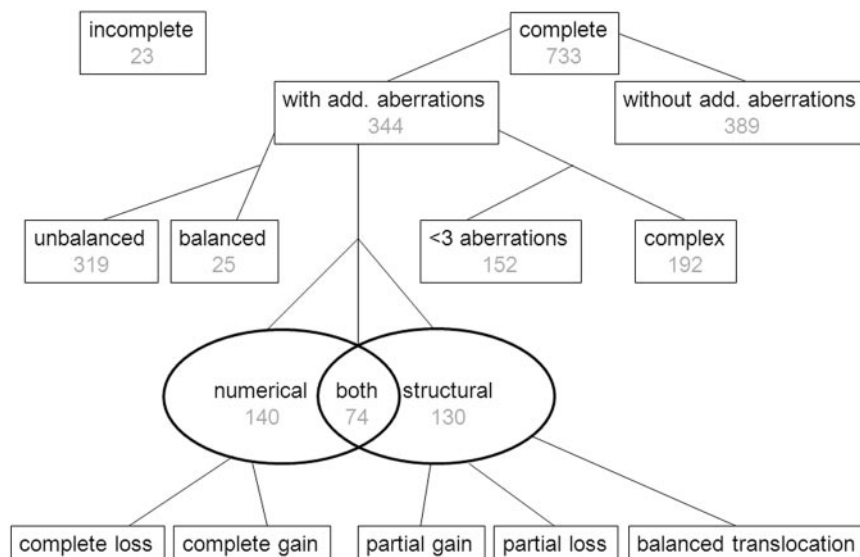 incomplete
23
complete
733
with add. aberrations
344
without add. aberrations
389
unbalanced
319
balanced
25
<3 aberrations
152
complex
192
numerical
140
both
74
structural
130
complete loss
complete gain
partial gain
partial loss
balanced translocation